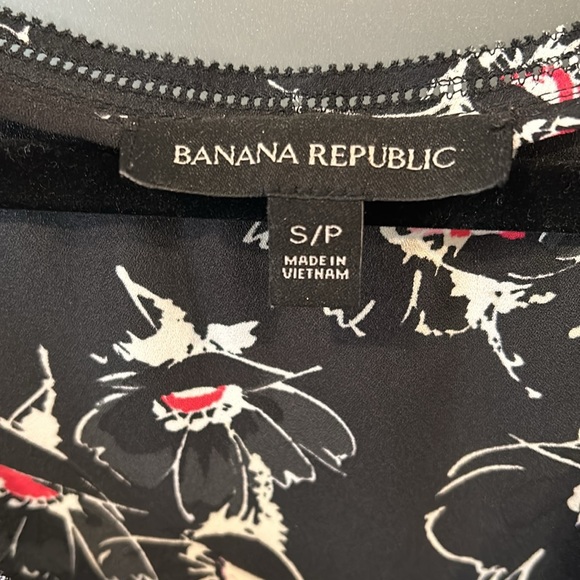 BANANA REPUBLIC
S/P
MADE IN
VIETNAM